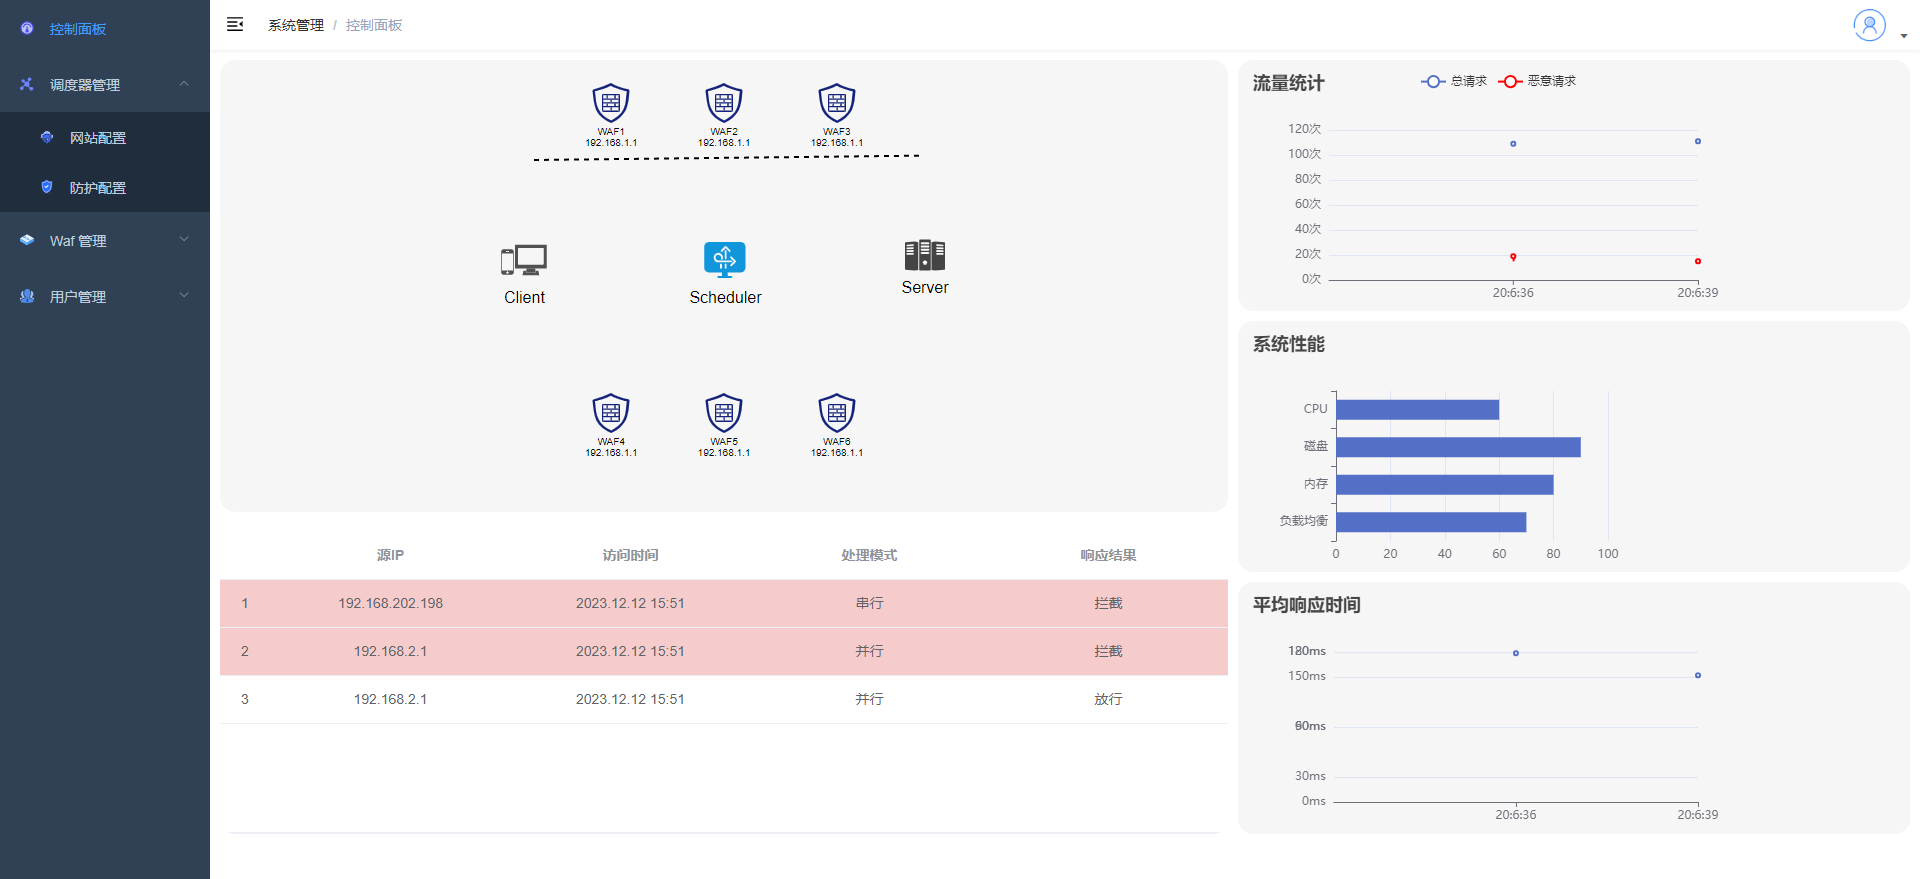 控制面板
调度器管理
网站配置
防护配置
Waf 管理
用户管理
系统管理 / 控制面板
WAF1
192.168.1.1
WAF2
192.168.1.1
WAF3
192.168.1.1
Client
Scheduler
Server
WAF4
192.168.1.1
WAF5
192.168.1.1
WAF6
192.168.1.1
源IP 访问时间 处理模式 响应结果
1 192.168.202.198 2023.12.12 15:51 串行 拦截
2 192.168.2.1 2023.12.12 15:51 并行 拦截
3 192.168.2.1 2023.12.12 15:51 并行 放行
流量统计
总请求 恶意请求
120次
100次
80次
60次
40次
20次
0次
20:6:36 20:6:39
系统性能
CPU
磁盘
内存
负载均衡
0 20 40 60 80 100
平均响应时间
180ms
150ms
30ms
0ms
20:6:36 20:6:39